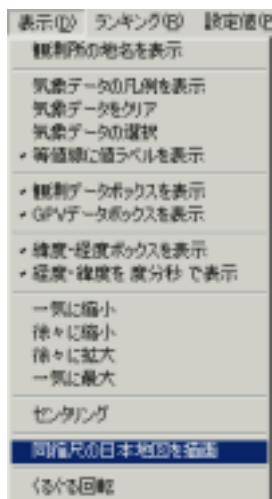 表示(D) ランキング(R) 設定値(P
観測所の地名を表示
気象データの凡例を表示
気象データをクリア
気象データの選択
等値線に値ラベルを表示
観測データボックスを表示
GPVデータボックスを表示
緯度・経度ボックスを表示
経度・緯度を 度分秒 で表示
一気に縮小
徐々に縮小
徐々に拡大
一気に最大
センタリング
同縮尺の日本地図を描画
くるぐる回転